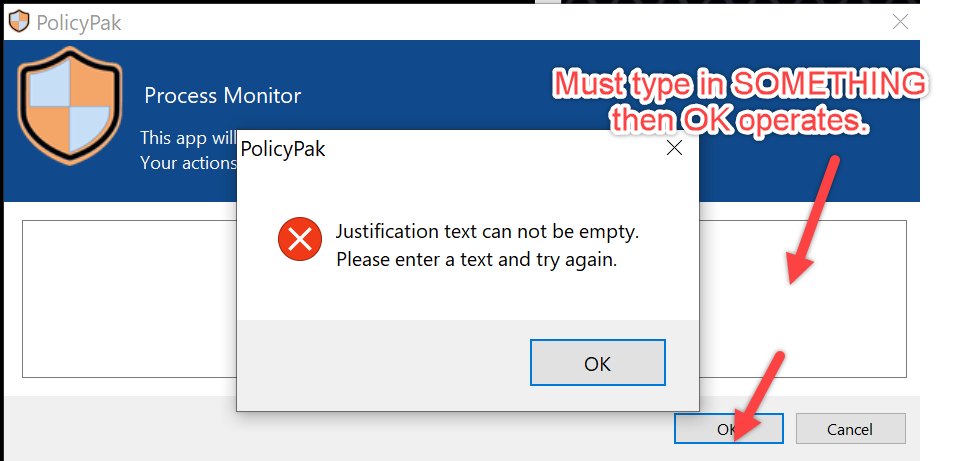 PolicyPak
Must type in SOMETHING
then OK operates.
Process Monitor
This app will
Your actions
PolicyPak
Justification text can not be empty.
Please enter a text and try again.
OK
OK
Cancel